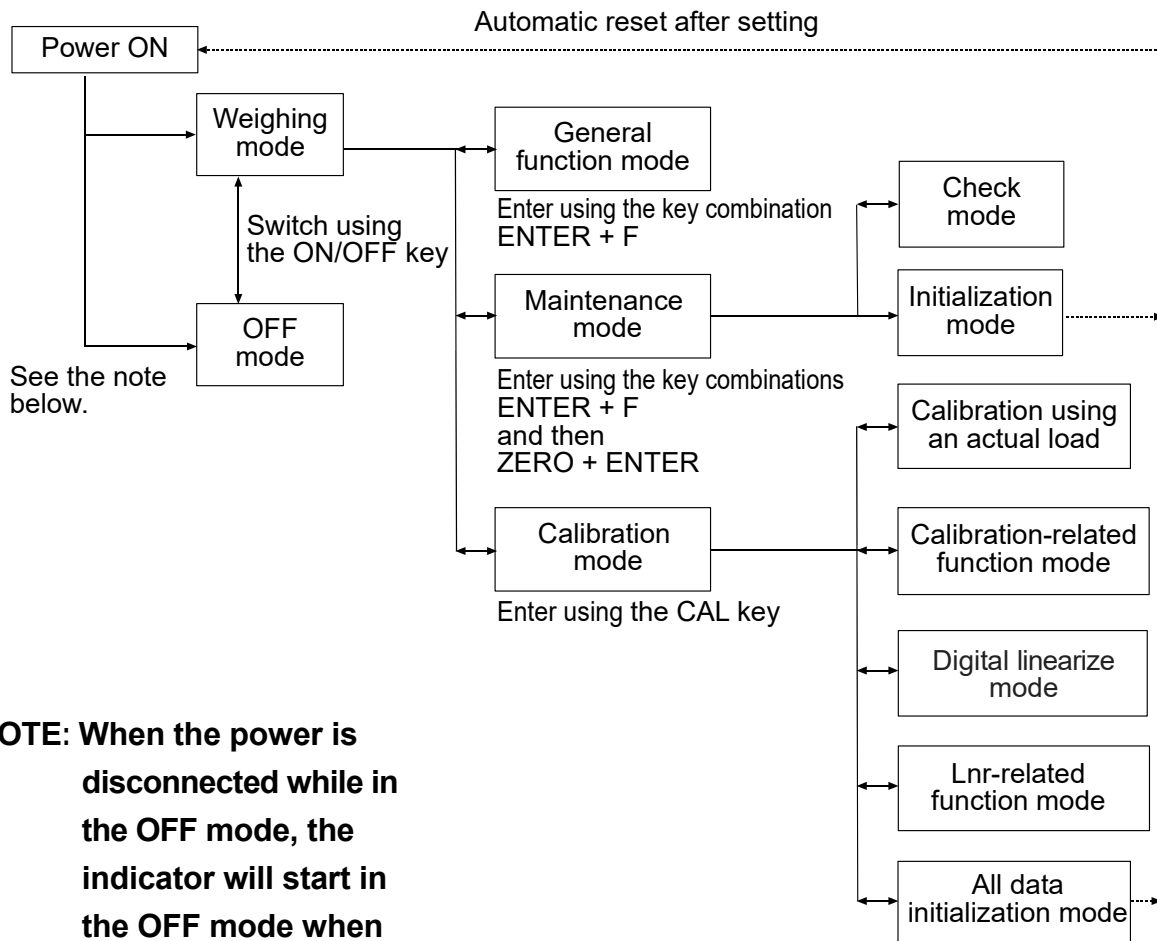 Automatic reset after setting
Power ON
Weighing
mode
General
function mode
Check
mode
Enter using the key combination
ENTER + F
Switch using
the ON/OFF key
Maintenance
mode
Initialization
mode
OFF
mode
See the note
below.
Enter using the key combinations
ENTER + F
and then
ZERO + ENTER
Calibration using
an actual load
Calibration
mode
Calibration-related
function mode
Enter using the CAL key
Digital linearize
mode
Lnr-related
function mode
All data
initialization mode
OTE: When the power is
disconnected while in
the OFF mode, the
indicator will start in
the OFF mode when